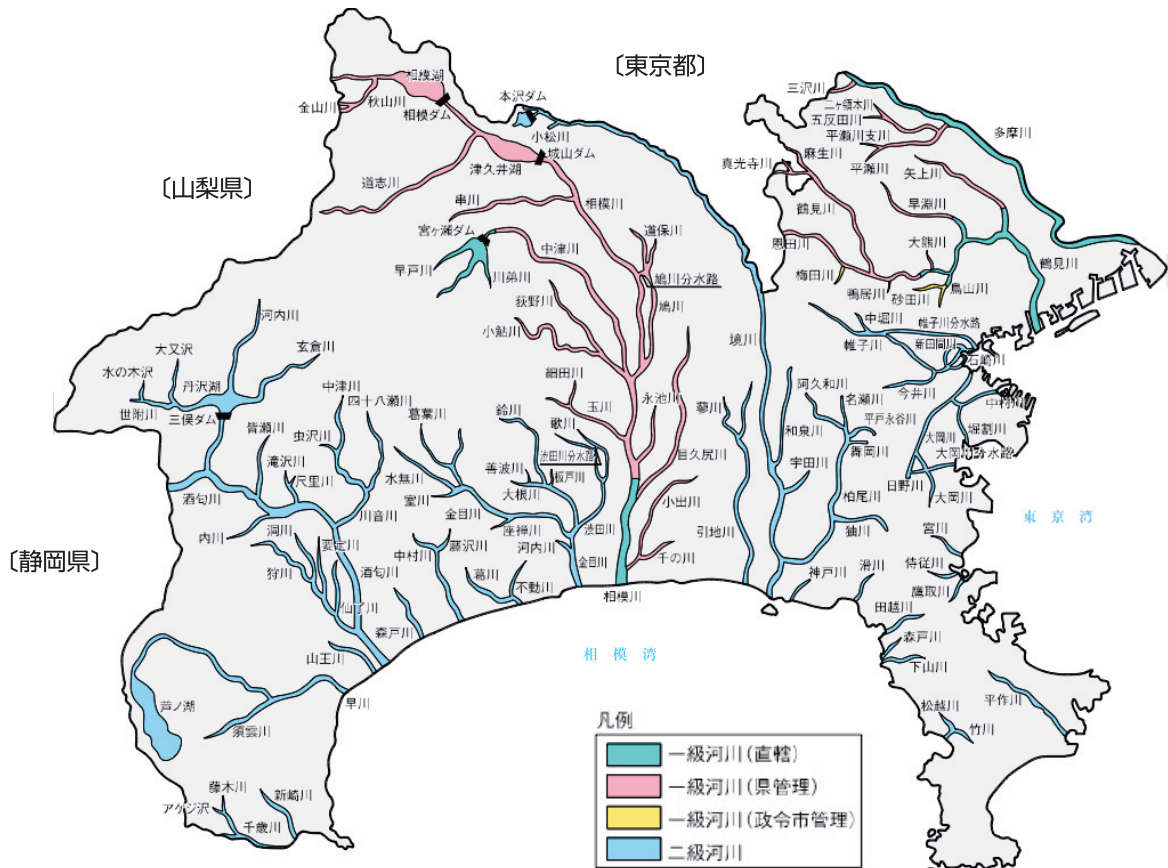 〔東京都〕
〔山梨県〕
〔静岡県〕
相模湖
金山川
秋山川
相模ダム
本沢ダム
小松川
城山ダム
津久井湖
道志川
串川
相模川
宮ヶ瀬ダム
早戸川
川弟川
中津川
道保川
鳩川分水路
鳩川
荻野川
小鮎川
三沢川
二ヶ領本川
五反田川
平瀬川支川
平瀬川
多摩川
真光寺川
麻生川
矢上川
鶴見川
早淵川
恩田川
大熊川
鶴見川
梅田川
鴨居川
砂田川
鳥山川
中堀川
帷子川分水路
帷子川
新田間川
石崎川
今井川
中村川
堀割川
大岡川
大岡川分水路
日野川
大岡川
河内川
大又沢
玄倉川
水の木沢
丹沢湖
世附川
三保ダム
中津川
四十八瀬川
皆瀬川
虫沢川
葛葉川
滝沢川
尺里川
水無川
室川
酒匂川
川音川
金目川
内川
洞川
要定川
酒匂川
狩川
仙了川
中村川
藤沢川
森戸川
山王川
葛川
不動川
細田川
玉川
永池川
鈴川
歌川
渋田川分水路
善波川
板戸川
大根川
座禅川
河内川
渋田川
金目川
目久尻川
小出川
千の川
相模川
境川
蓼川
引地川
阿久和川
名瀬川
平戸永谷川
和泉川
舞岡川
宇田川
柏尾川
㹨川
神戸川
滑川
宮川
侍従川
鷹取川
田越川
森戸川
下山川
松越川
竹川
平作川
東京湾
相模湾
芦ノ湖
須雲川
早川
藤木川
新崎川
アケジ沢
千歳川
凡例
一級河川(直轄)
一級河川(県管理)
一級河川(政令市管理)
二級河川